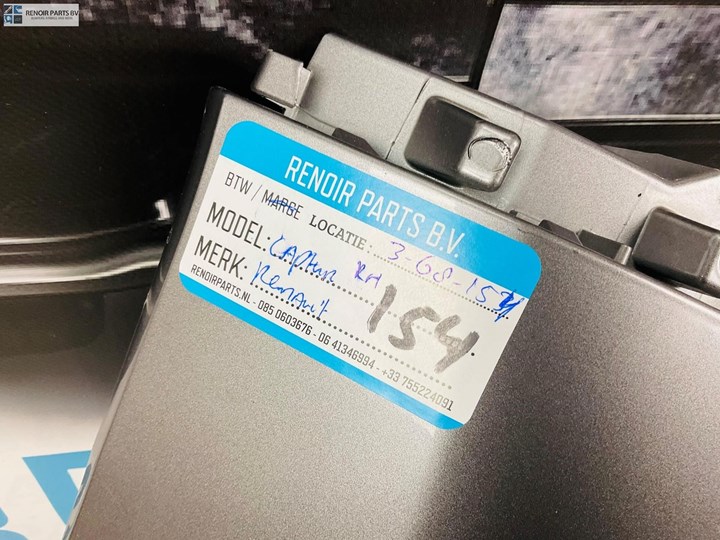 RENOIR PARTS BV.
RENOIR PARTS B.V.
BTW / MARGE LOCATIE: 3-68-154
MODEL: CAPtur RH
MERK: Renault 154
RENOIRPARTS.NL - 085 0603676 - 06 41346994 - +33 755224091